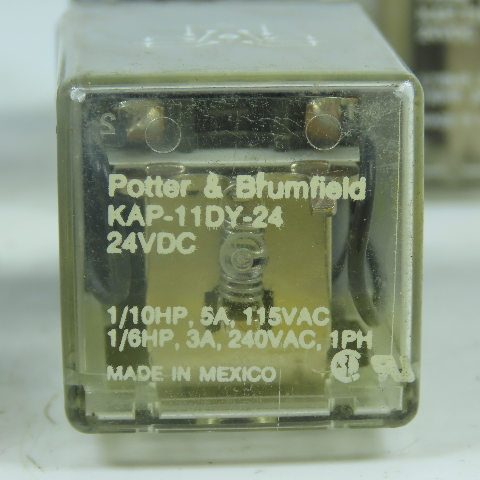 Potter & Brumfield
KAP-11DY-24
24VDC
1/10HP, 5A, 115VAC
1/6HP, 3A, 240VAC, 1PH
MADE IN MEXICO